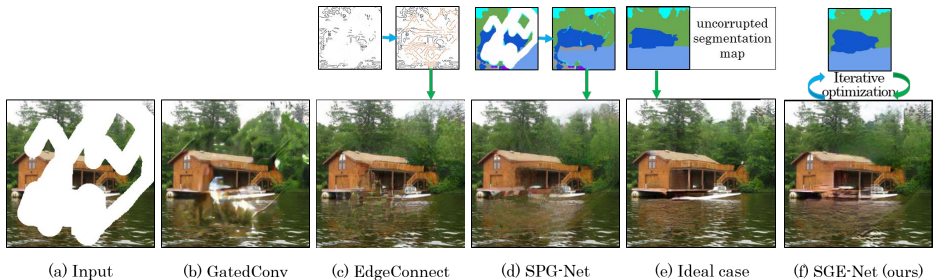 uncorrupted
segmentation
map
Iterative
optimization
(a) Input
(b) GatedConv
(c) EdgeConnect
(d) SPG-Net
(e) Ideal case
(f) SGE-Net (ours)